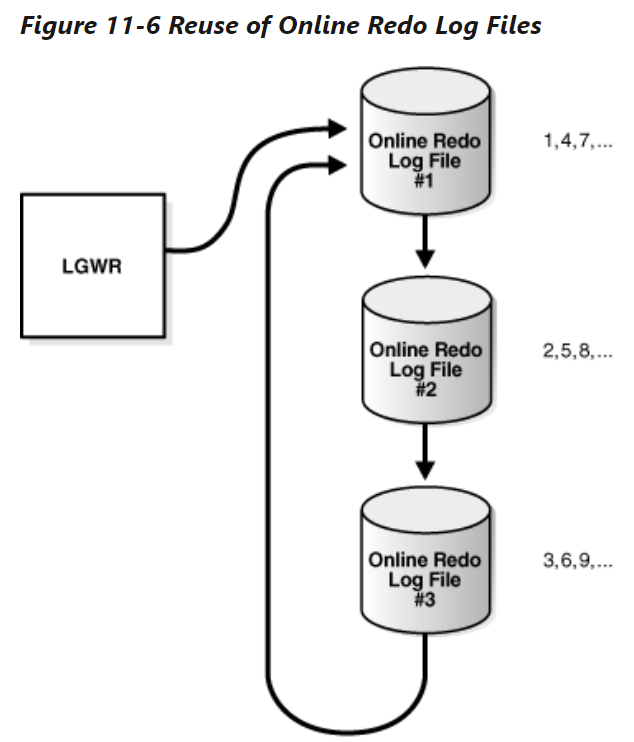 Figure 11-6 Reuse of Online Redo Log Files
Online Redo
Log File
#1
1,4,7,...
LGWR
Online Redo
Log File
#2
2,5,8,...
Online Redo
Log File
#3
3,6,9,...